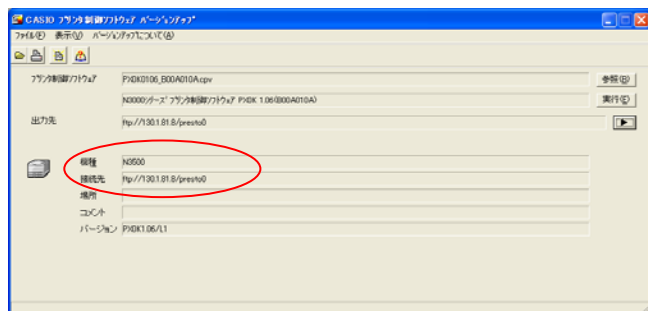 CASIO プリンタ制御ソフトウェア バージョンアップ
ファイル(F) 表示(V) バージョンアップについて(A)
プリンタ制御ソフトウェア PXDK0106_B00A010A.cpv 参照(B)
N3000シリーズ プリンタ制御ソフトウェア PXDK 1.06(B00A010A) 実行(E)
出力先 ftp://130.1.81.8/presto0
機種 N3500
接続先 ftp://130.1.81.8/presto0
場所
コメント
バージョン PXDK1.06/L1